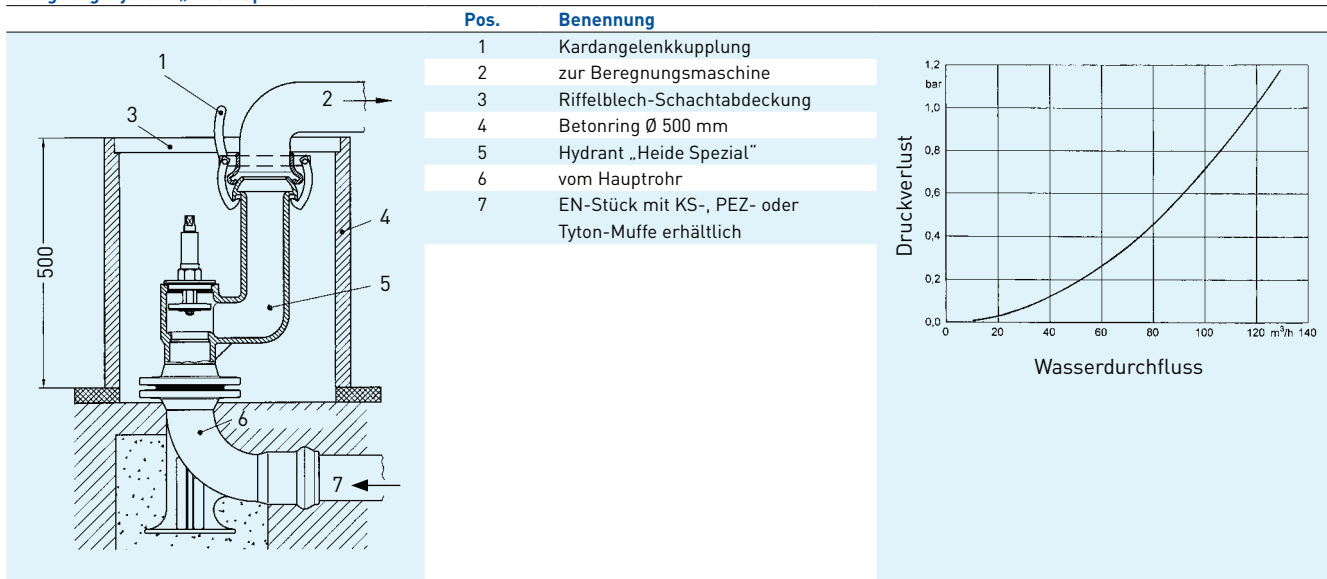 Pos. Benennung
1 Kardangelenkkupplung
2 zur Beregnungsmaschine
3 Riffelblech-Schachtabdeckung
4 Betonring Ø 500 mm
5 Hydrant „Heide Spezial“
6 vom Hauptrohr
7 EN-Stück mit KS-, PEZ- oder
Tyton-Muffe erhältlich
1
2
3
4
500
5
6
7
1,2
bar
1,0
0,8
0,6
0,4
0,2
0,0
Druckverlust
0 20 40 60 80 100 120 m³/h 140
Wasserdurchfluss